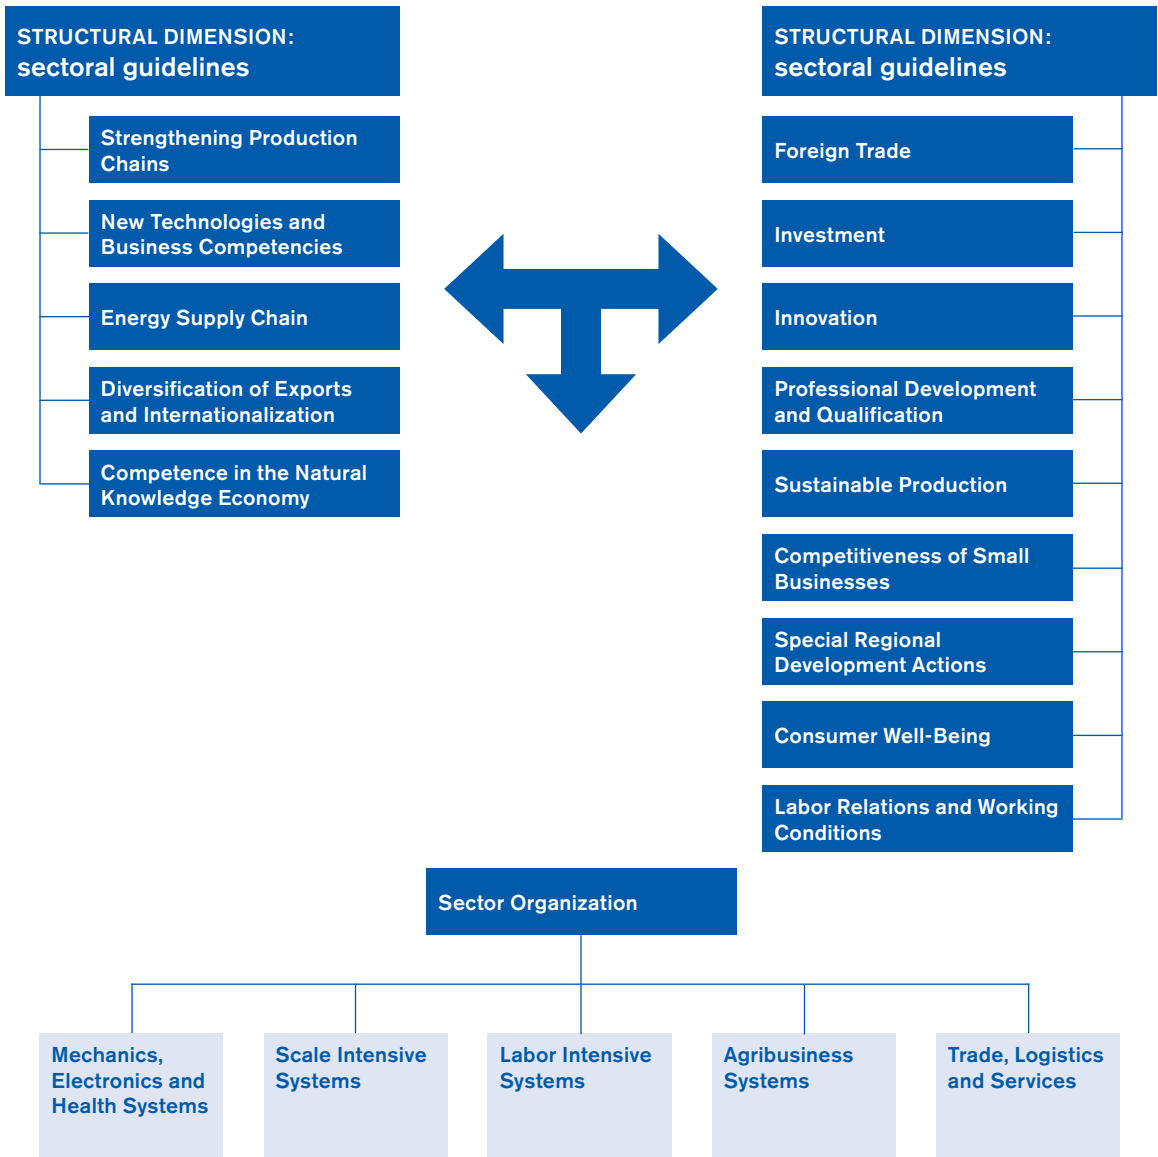 STRUCTURAL DIMENSION:
sectoral guidelines
Strengthening Production
Chains
New Technologies and
Business Competencies
Energy Supply Chain
Diversification of Exports
and Internationalization
Competence in the Natural
Knowledge Economy
STRUCTURAL DIMENSION:
sectoral guidelines
Foreign Trade
Investment
Innovation
Professional Development
and Qualification
Sustainable Production
Competitiveness of Small
Businesses
Special Regional
Development Actions
Consumer Well-Being
Labor Relations and Working
Conditions
Sector Organization
Mechanics,
Electronics and
Health Systems
Scale Intensive
Systems
Labor Intensive
Systems
Agribusiness
Systems
Trade, Logistics
and Services